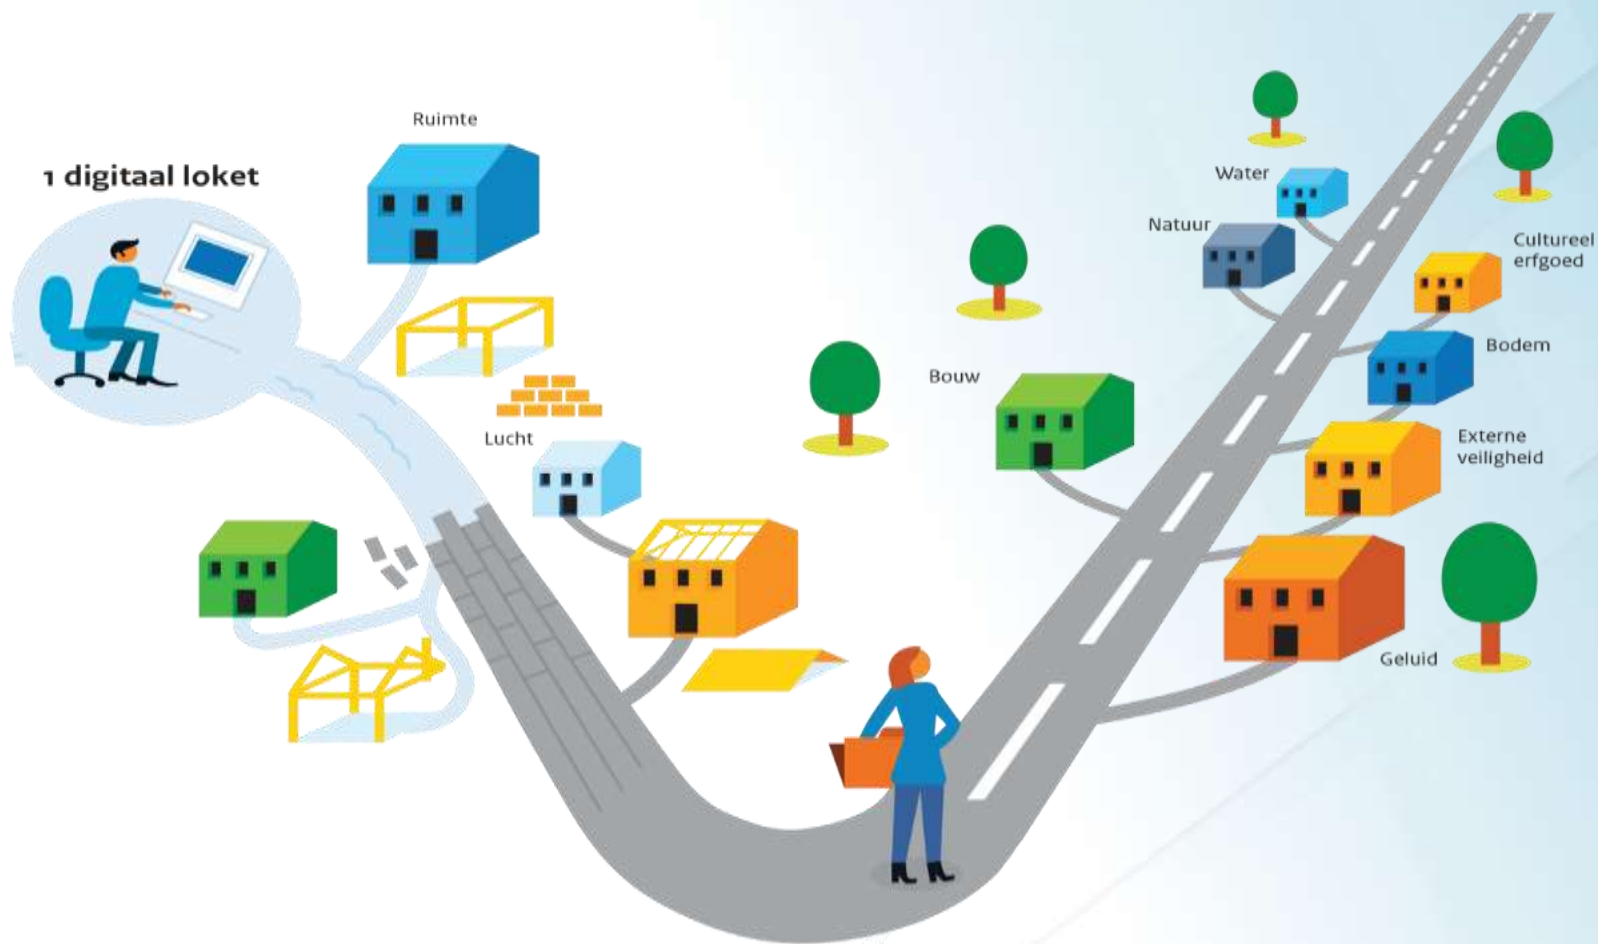 Ruimte
1 digitaal loket
Lucht
Water
Natuur
Cultureel
erfgoed
Bodem
Bouw
Externe
veiligheid
Geluid